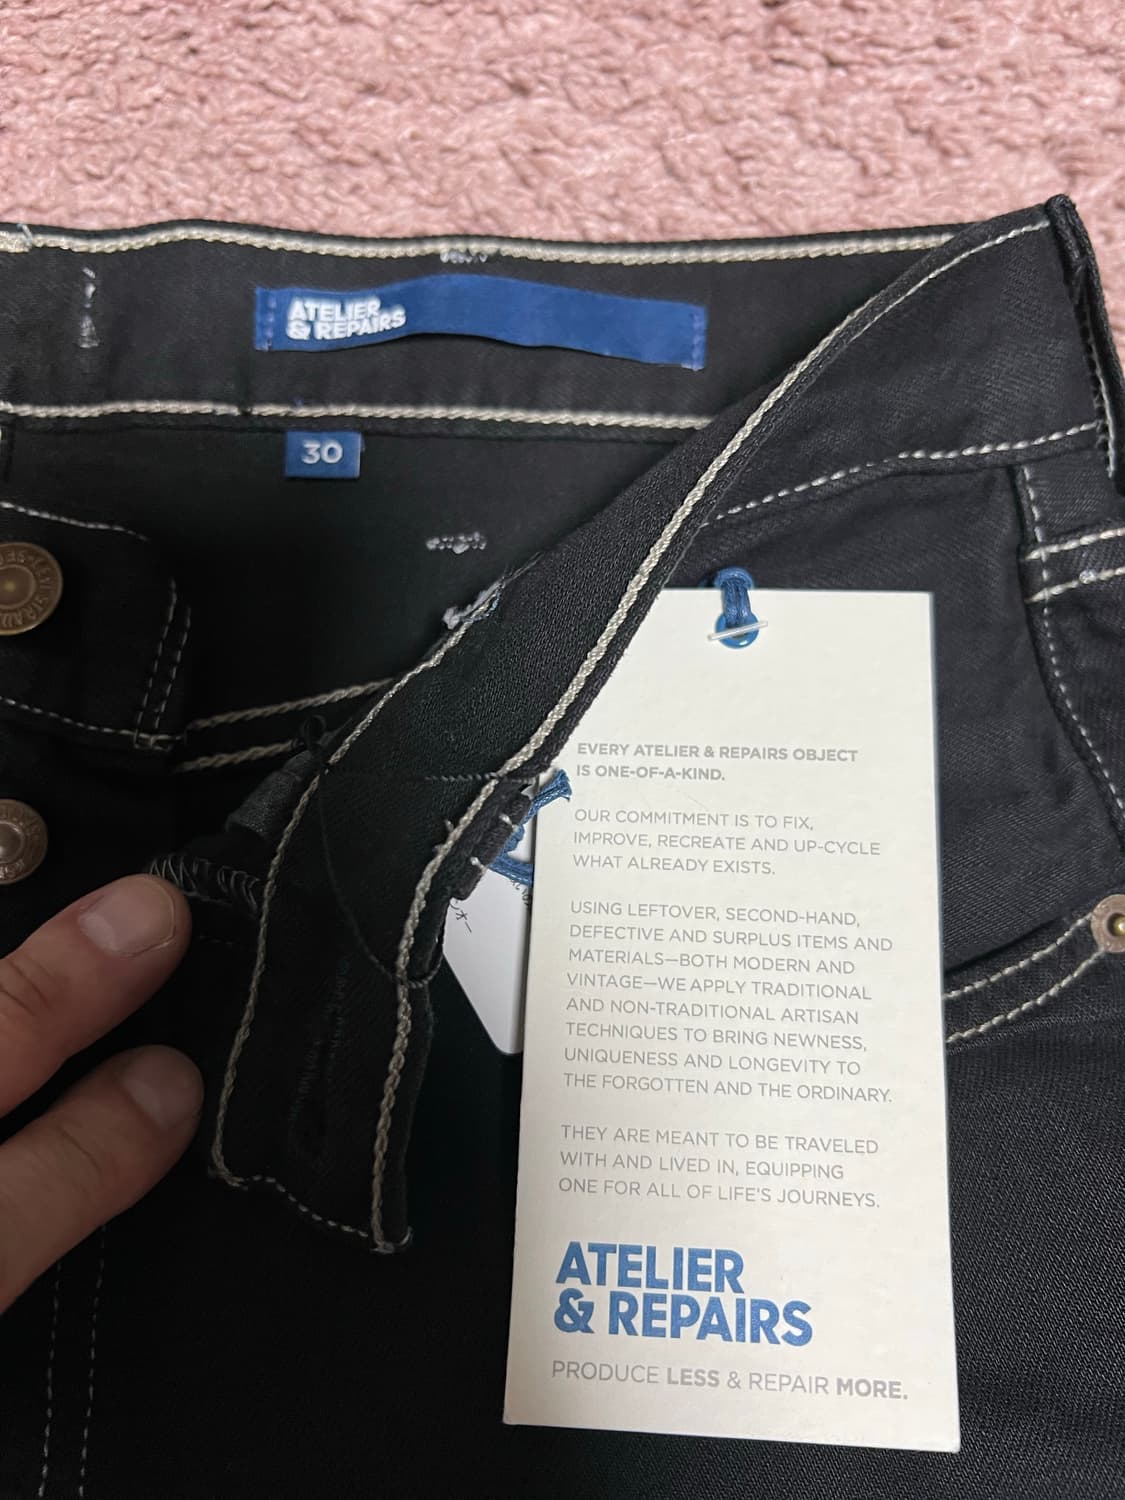 ATELIER
& REPAIRS
30
EVERY ATELIER & REPAIRS OBJECT
IS ONE-OF-A-KIND.
OUR COMMITMENT IS TO FIX,
IMPROVE, RECREATE AND UP-CYCLE
WHAT ALREADY EXISTS.
USING LEFTOVER, SECOND-HAND,
DEFECTIVE AND SURPLUS ITEMS AND
MATERIALS—BOTH MODERN AND
VINTAGE—WE APPLY TRADITIONAL
AND NON-TRADITIONAL ARTISAN
TECHNIQUES TO BRING NEWNESS,
UNIQUENESS AND LONGEVITY TO
THE FORGOTTEN AND THE ORDINARY.
THEY ARE MEANT TO BE TRAVELED
WITH AND LIVED IN, EQUIPPING
ONE FOR ALL OF LIFE'S JOURNEYS.
ATELIER
& REPAIRS
PRODUCE LESS & REPAIR MORE.